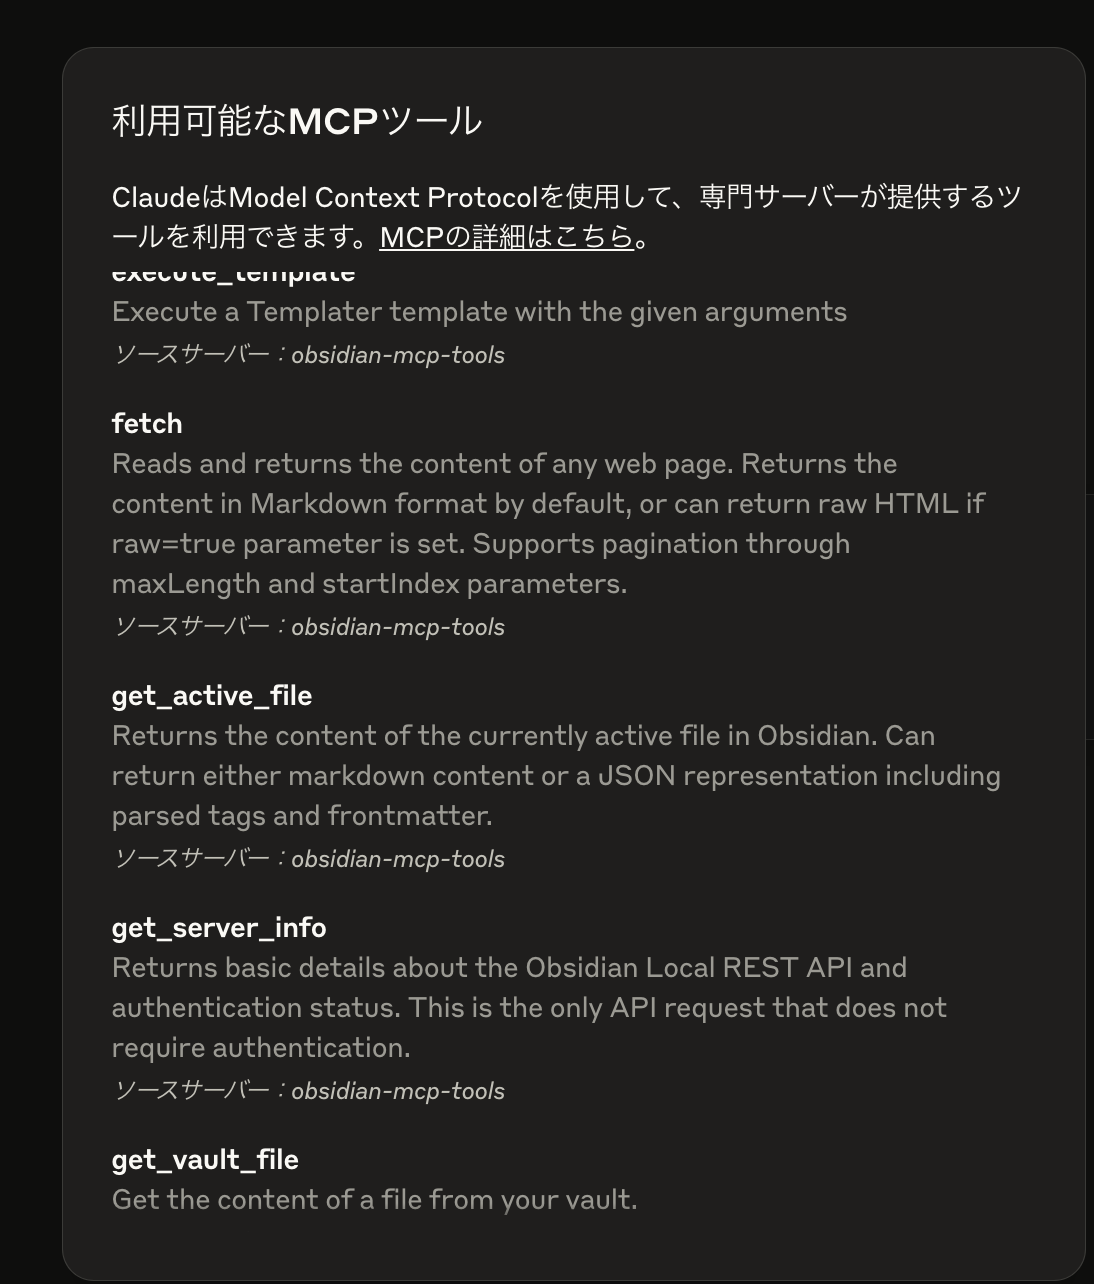 利用可能なMCPツール
ClaudeはModel Context Protocolを使用して、専門サーバーが提供するツ
ールを利用できます。MCPの詳細はこちら。
execute_template
Execute a Templater template with the given arguments
ソースサーバー：obsidian-mcp-tools
fetch
Reads and returns the content of any web page. Returns the
content in Markdown format by default, or can return raw HTML if
raw=true parameter is set. Supports pagination through
maxLength and startIndex parameters.
ソースサーバー：obsidian-mcp-tools
get_active_file
Returns the content of the currently active file in Obsidian. Can
return either markdown content or a JSON representation including
parsed tags and frontmatter.
ソースサーバー：obsidian-mcp-tools
get_server_info
Returns basic details about the Obsidian Local REST API and
authentication status. This is the only API request that does not
require authentication.
ソースサーバー：obsidian-mcp-tools
get_vault_file
Get the content of a file from your vault.